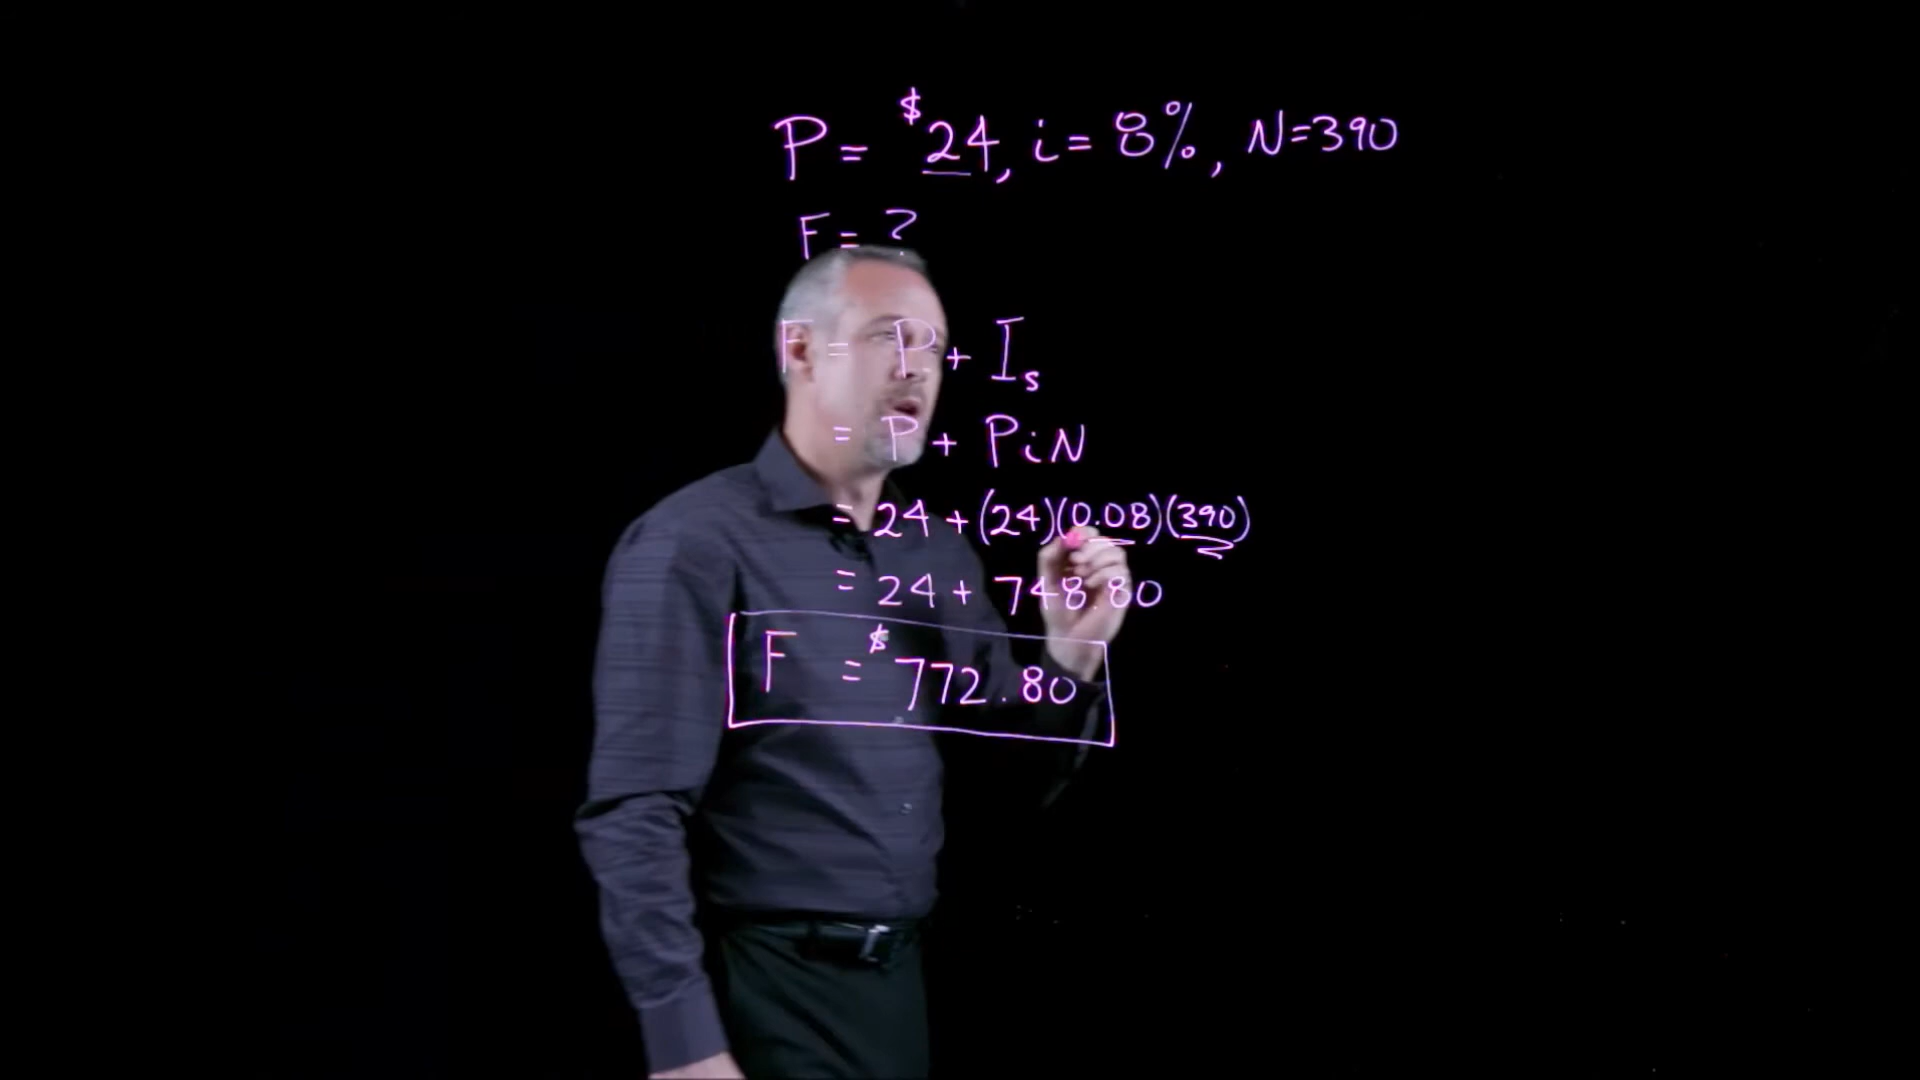 P = $24, i = 8%, N=390
F = ?
F = P + Is
= P + PiN
= 24 + (24)(0.08)(390)
= 24 + 748.80
F = $772.80